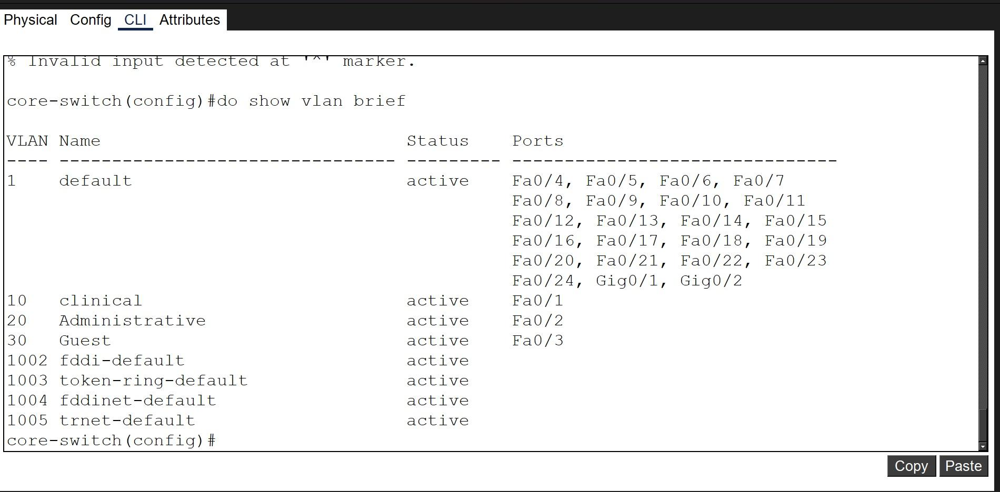 Physical Config CLI Attributes
% Invalid input detected at '^' marker.
core-switch(config)#do show vlan brief
VLAN Name Status Ports
---- -------------------------------- --------- -------------------------------
1 default active Fa0/4, Fa0/5, Fa0/6, Fa0/7
Fa0/8, Fa0/9, Fa0/10, Fa0/11
Fa0/12, Fa0/13, Fa0/14, Fa0/15
Fa0/16, Fa0/17, Fa0/18, Fa0/19
Fa0/20, Fa0/21, Fa0/22, Fa0/23
Fa0/24, Gig0/1, Gig0/2
10 clinical active Fa0/1
20 Administrative active Fa0/2
30 Guest active Fa0/3
1002 fddi-default active
1003 token-ring-default active
1004 fddinet-default active
1005 trnet-default active
core-switch(config)#
Copy Paste